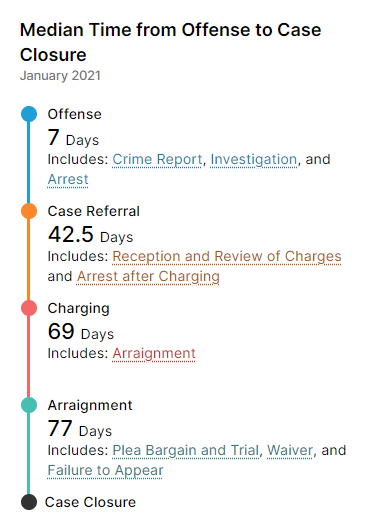 Median Time from Offense to Case
Closure
January 2021
Offense
7 Days
Includes: Crime Report, Investigation, and
Arrest
Case Referral
42.5 Days
Includes: Reception and Review of Charges
and Arrest after Charging
Charging
69 Days
Includes: Arraignment
Arraignment
77 Days
Includes: Plea Bargain and Trial, Waiver, and
Failure to Appear
Case Closure